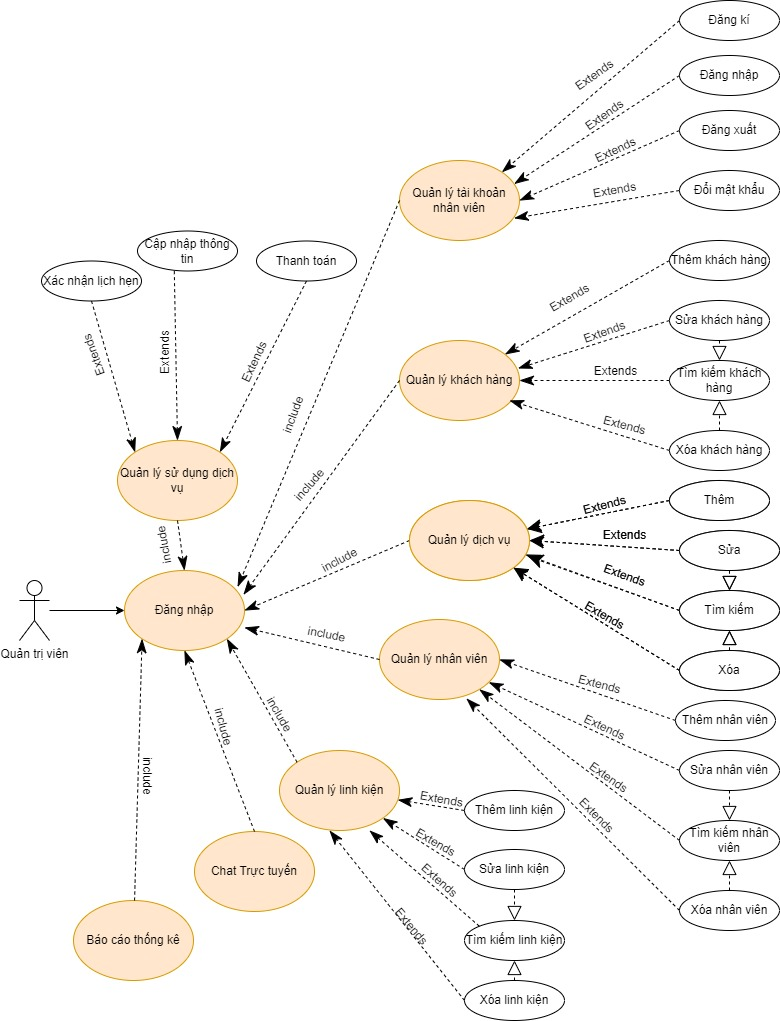 Đăng kí
Extends
Đăng nhập
Extends
Đăng xuất
Extends
Quản lý tài khoản
nhân viên
Extends
Đổi mật khẩu
Cập nhập thông
tin
Thanh toán
Xác nhận lịch hẹn
Extends
Extends
Extends
Thêm khách hàng
Extends
Sửa khách hàng
Extends
Quản lý khách hàng
Extends
Tìm kiếm khách
hàng
Extends
Xóa khách hàng
include
include
Quản lý sử dụng dịch
vụ
include
Quản lý dịch vụ
Extends
Thêm
Extends
Sửa
Extends
Tìm kiếm
Extends
Xóa
include
Đăng nhập
Quản trị viên
include
Quản lý nhân viên
Extends
Thêm nhân viên
Extends
Sửa nhân viên
Extends
Tìm kiếm nhân
viên
Extends
Xóa nhân viên
include
include
include
Quản lý linh kiện
Extends
Thêm linh kiện
Extends
Sửa linh kiện
Extends
Tìm kiếm linh kiện
Extends
Xóa linh kiện
Chat Trực tuyến
Báo cáo thống kê